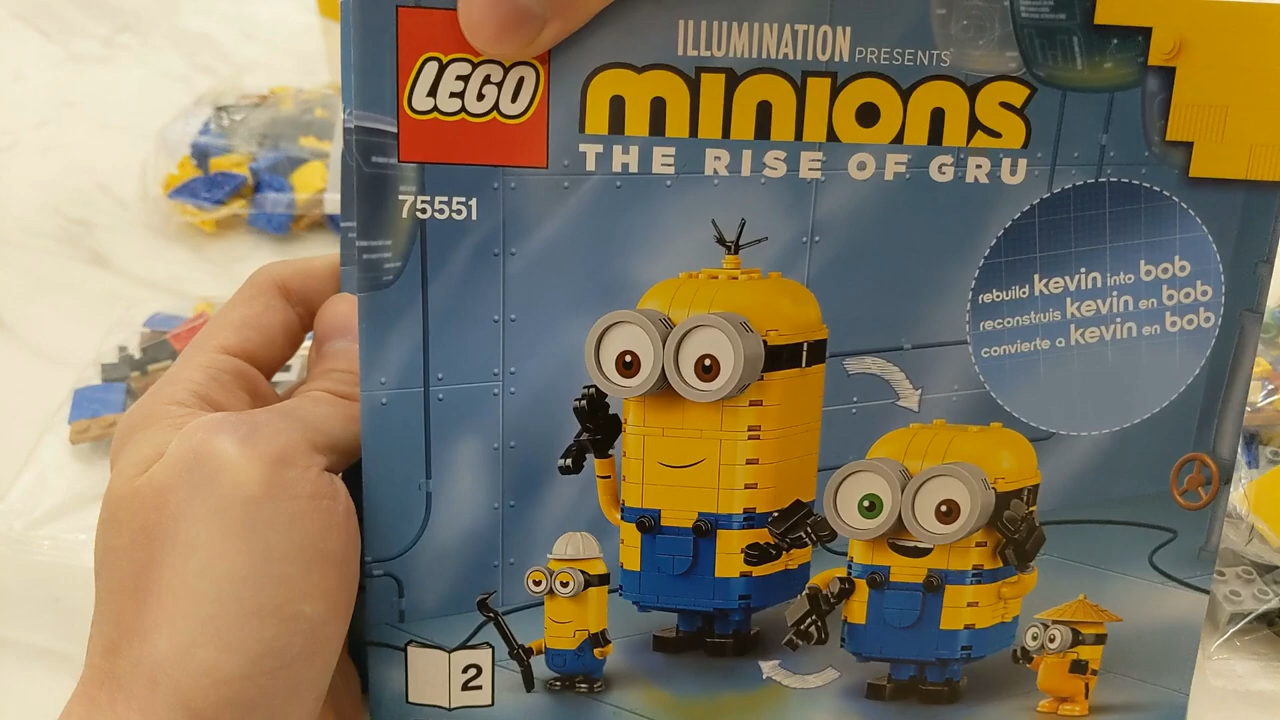 LEGO
ILLUMINATION PRESENTS
minions
THE RISE OF GRU
75551
rebuild kevin into bob
reconstruis kevin en bob
convierte a kevin en bob
2